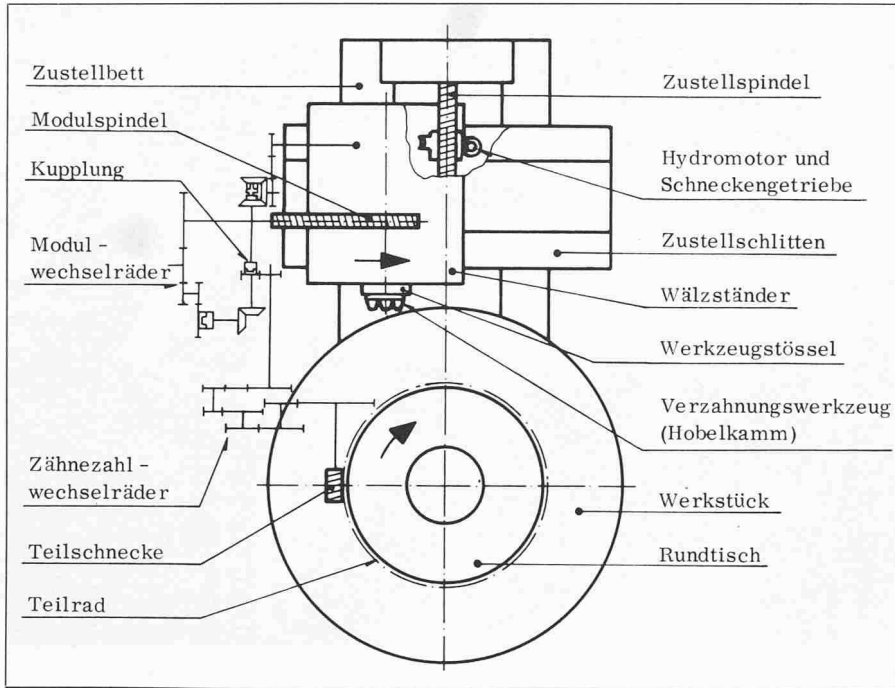 Zustellbett
Modulspindel
Kupplung
Modul-
wechselräder
Zähnezahl-
wechselräder
Teilschnecke
Teilrad
Zustellspindel
Hydromotor und
Schneckengetriebe
Zustellschlitten
Wälzständer
Werkzeugstössel
Verzahnungswerkzeug
(Hobelkamm)
Werkstück
Rundtisch